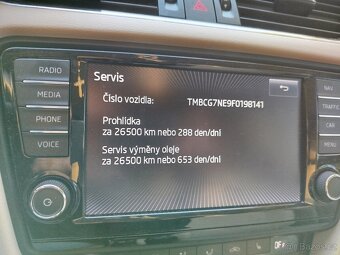 Servis
Číslo vozidla: TMBCG7NE9F0198141
Prohlídka
za 26500 km nebo 288 den/dní
Servis výměny oleje
za 26500 km nebo 653 den/dní
RADIO
MEDIA
PHONE
VOICE
NAV
TRAFFIC
CAR
MENU
OFF